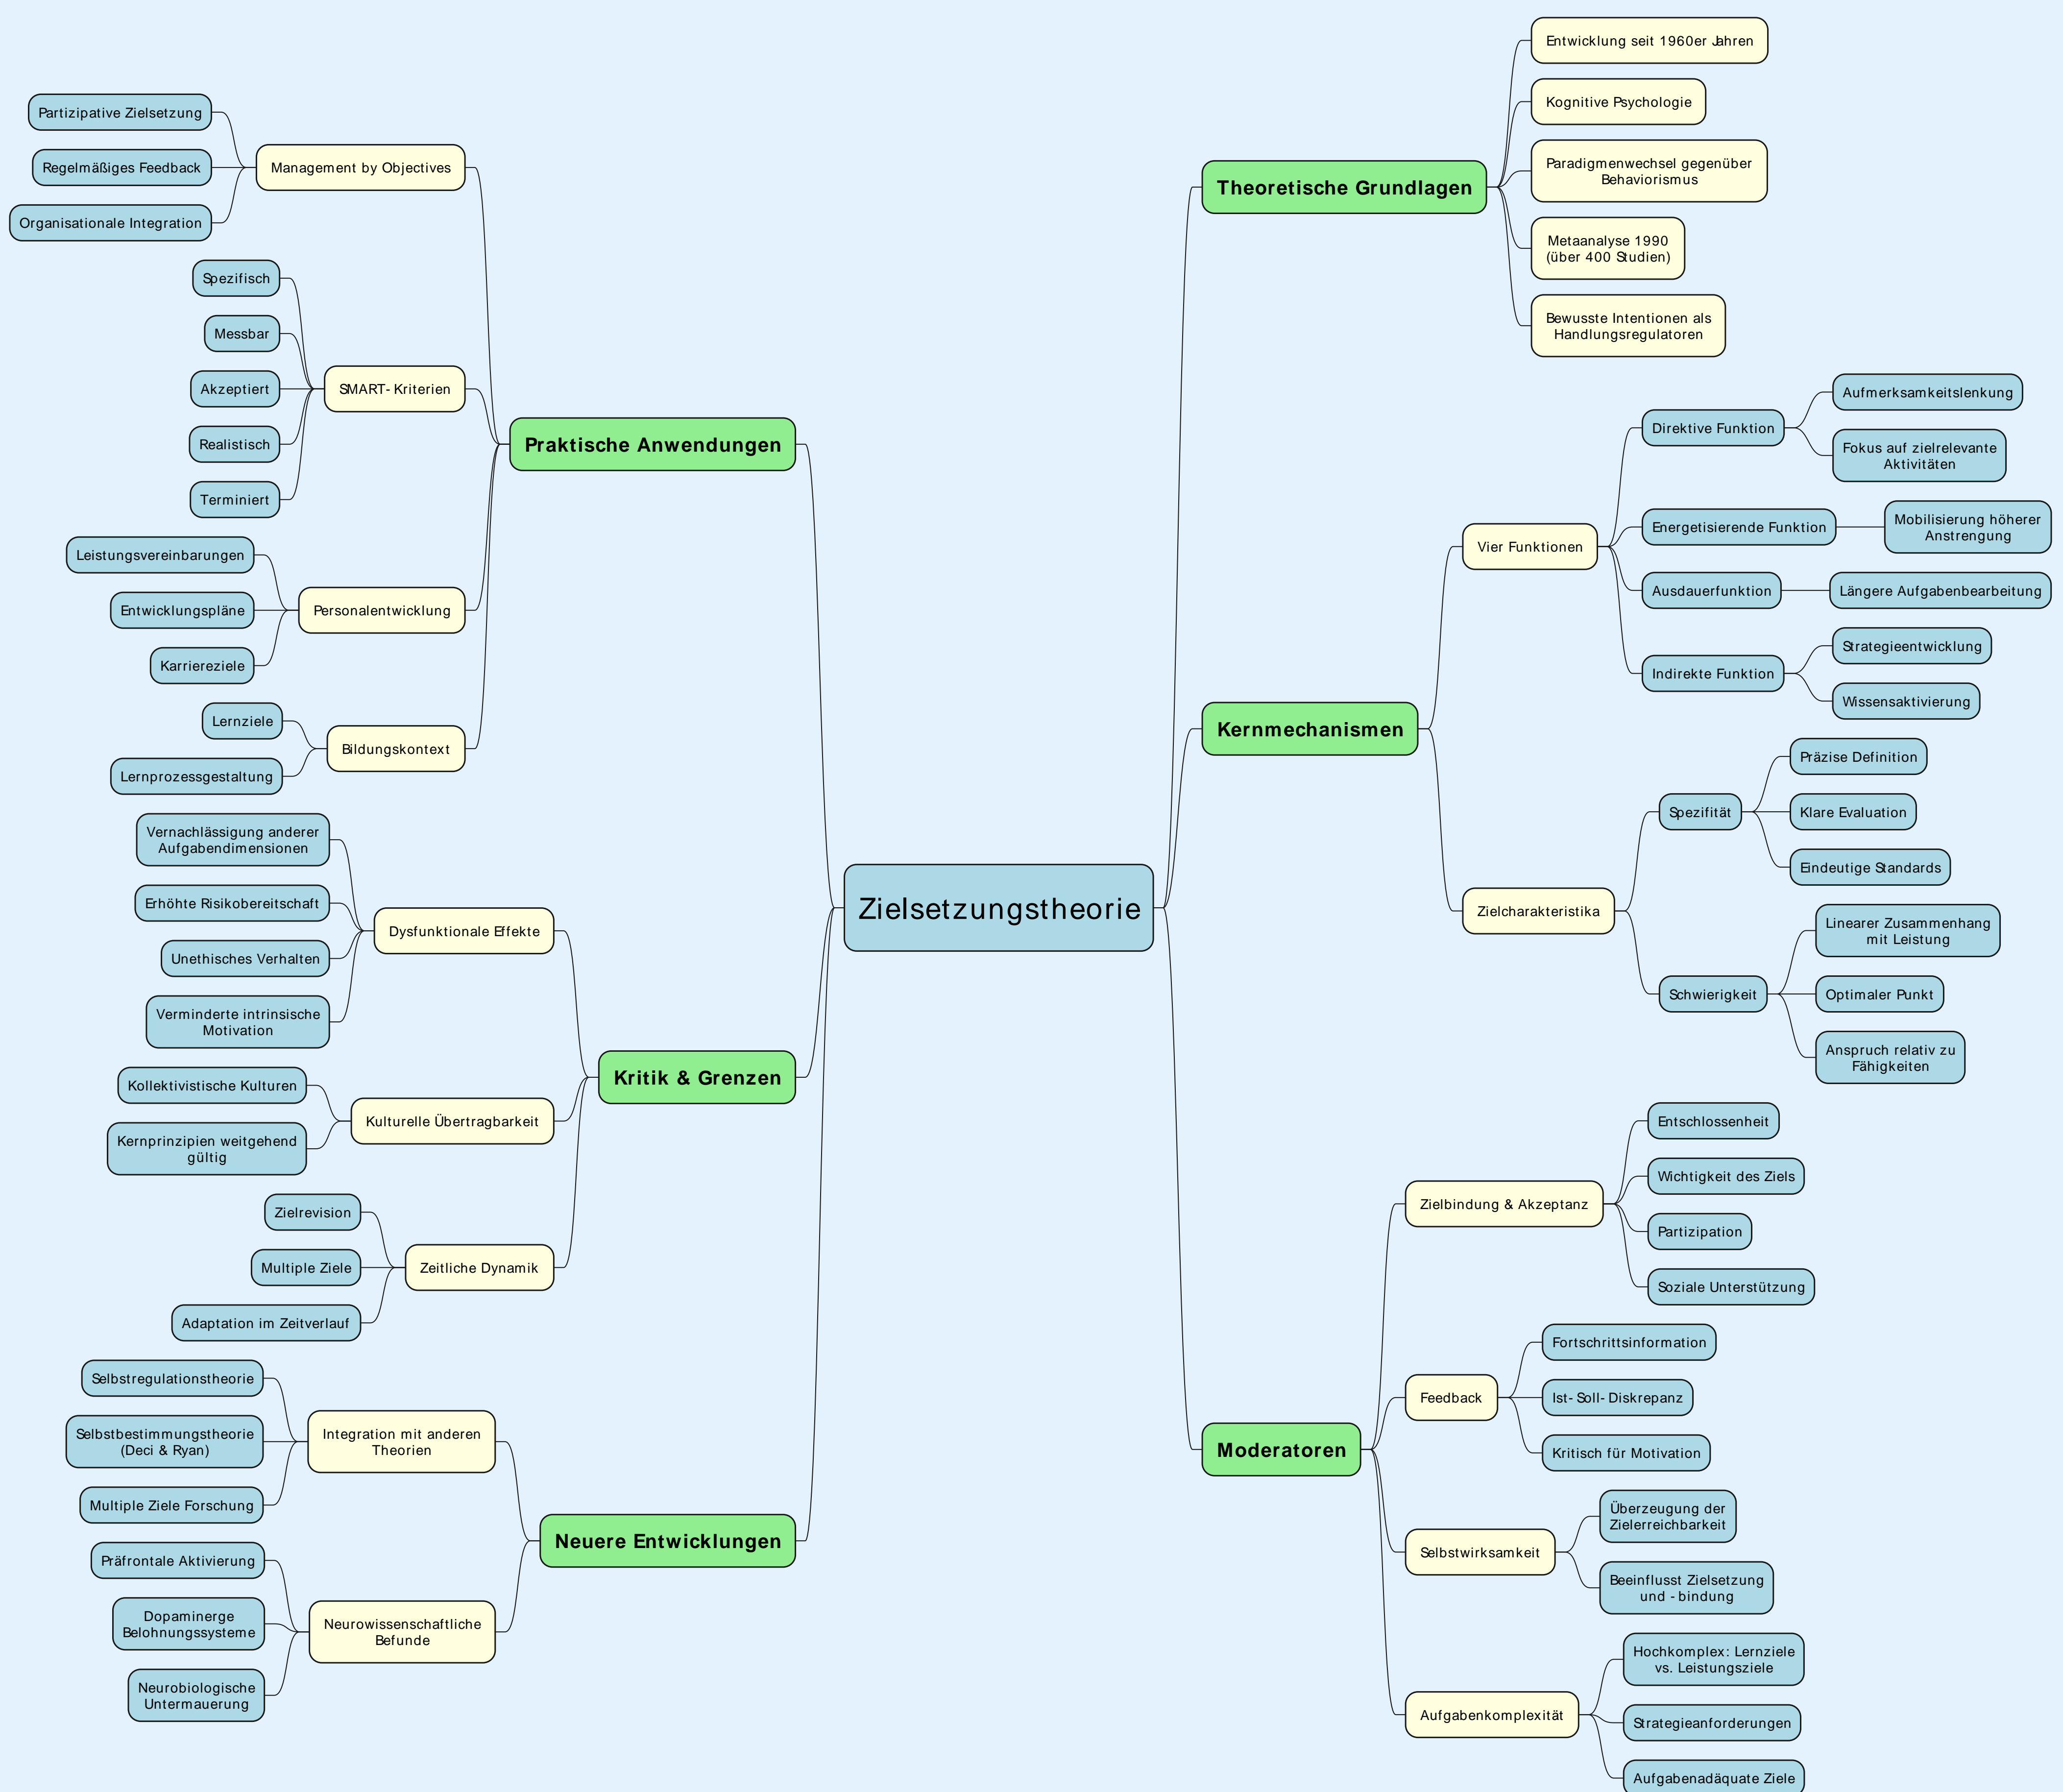 Zielsetzungstheorie
Theoretische Grundlagen
Entwicklung seit 1960er Jahren
Kognitive Psychologie
Paradigmenwechsel gegenüber
Behaviorismus
Metaanalyse 1990
(über 400 Studien)
Bewusste Intentionen als
Handlungsregulatoren
Kernmechanismen
Vier Funktionen
Direktive Funktion
Aufmerksamkeitslenkung
Fokus auf zielrelevante
Aktivitäten
Energetisierende Funktion
Mobilisierung höherer
Anstrengung
Ausdauerfunktion
Längere Aufgabenbearbeitung
Indirekte Funktion
Strategieentwicklung
Wissensaktivierung
Zielcharakteristika
Spezifität
Präzise Definition
Klare Evaluation
Eindeutige Standards
Schwierigkeit
Linearer Zusammenhang
mit Leistung
Optimaler Punkt
Anspruch relativ zu
Fähigkeiten
Moderatoren
Zielbindung & Akzeptanz
Entschlossenheit
Wichtigkeit des Ziels
Partizipation
Soziale Unterstützung
Feedback
Fortschrittsinformation
Ist-Soll-Diskrepanz
Kritisch für Motivation
Selbstwirksamkeit
Überzeugung der
Zielerreichbarkeit
Beeinflusst Zielsetzung
und -bindung
Aufgabenkomplexität
Hochkomplex: Lernziele
vs. Leistungsziele
Strategieanforderungen
Aufgabenadäquate Ziele
Praktische Anwendungen
Management by Objectives
Partizipative Zielsetzung
Regelmäßiges Feedback
Organisationale Integration
SMART-Kriterien
Spezifisch
Messbar
Akzeptiert
Realistisch
Terminiert
Personalentwicklung
Leistungsvereinbarungen
Entwicklungspläne
Karriereziele
Bildungskontext
Lernziele
Lernprozessgestaltung
Kritik & Grenzen
Dysfunktionale Effekte
Vernachlässigung anderer
Aufgabendimensionen
Erhöhte Risikobereitschaft
Unethisches Verhalten
Verminderte intrinsische
Motivation
Kulturelle Übertragbarkeit
Kollektivistische Kulturen
Kernprinzipien weitgehend
gültig
Zeitliche Dynamik
Zielrevision
Multiple Ziele
Adaptation im Zeitverlauf
Neuere Entwicklungen
Integration mit anderen
Theorien
Selbstregulationstheorie
Selbstbestimmungstheorie
(Deci & Ryan)
Multiple Ziele Forschung
Neurowissenschaftliche
Befunde
Präfrontale Aktivierung
Dopaminerge
Belohnungssysteme
Neurobiologische
Untermauerung